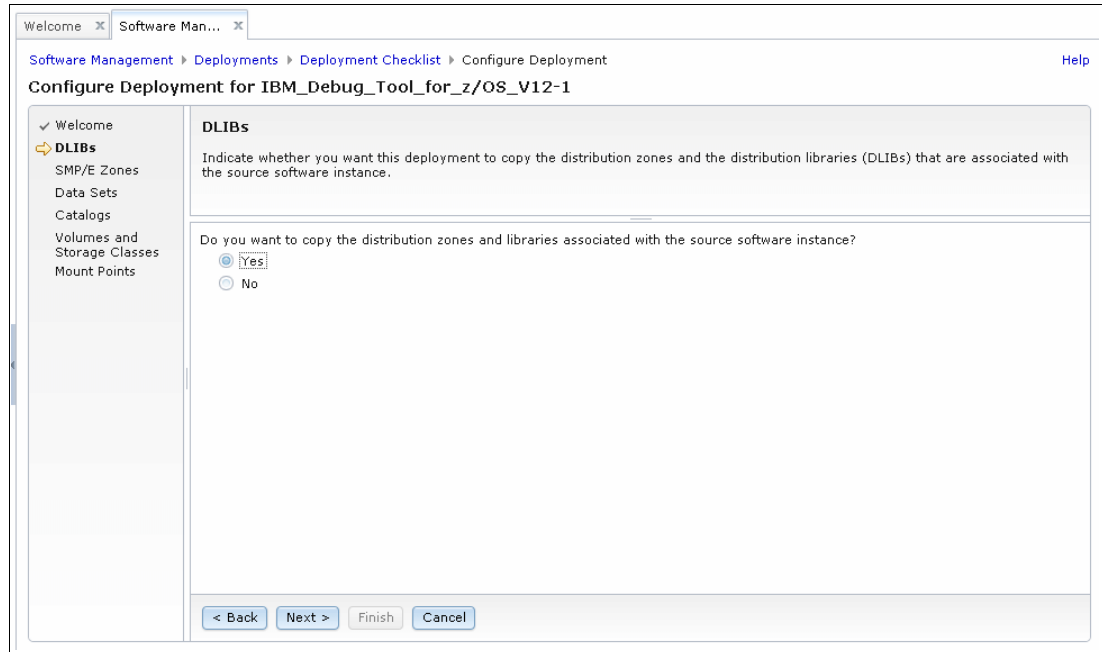 Welcome X Software Man... X
Software Management ▸ Deployments ▸ Deployment Checklist ▸ Configure Deployment Help
Configure Deployment for IBM_Debug_Tool_for_z/OS_V12-1
✓ Welcome
DLIBs
SMP/E Zones
Data Sets
Catalogs
Volumes and
Storage Classes
Mount Points
DLIBs
Indicate whether you want this deployment to copy the distribution zones and the distribution libraries (DLIBs) that are associated with
the source software instance.
Do you want to copy the distribution zones and libraries associated with the source software instance?
Yes
No
< Back Next > Finish Cancel